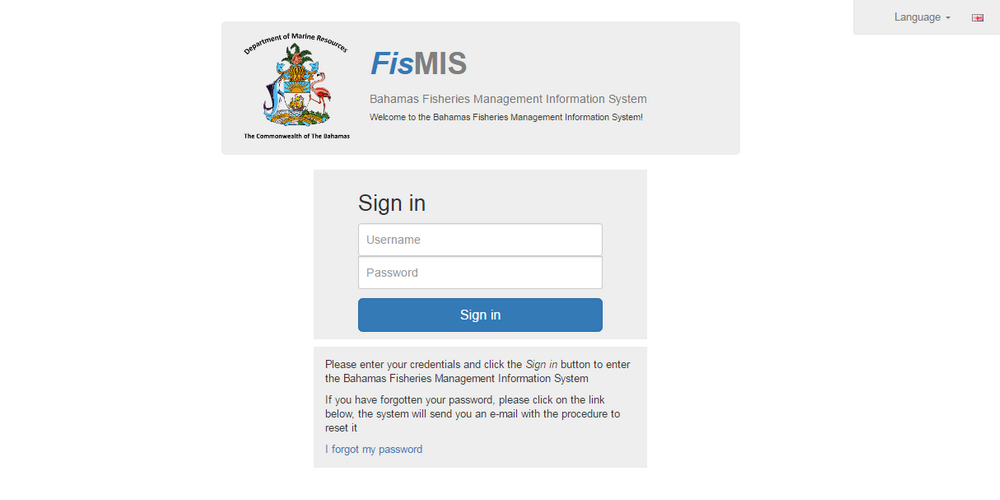 Language
Department of Marine Resources
The Commonwealth of The Bahamas
FisMIS
Bahamas Fisheries Management Information System
Welcome to the Bahamas Fisheries Management Information System!
Sign in
Username
Password
Sign in
Please enter your credentials and click the Sign in button to enter
the Bahamas Fisheries Management Information System
If you have forgotten your password, please click on the link
below, the system will send you an e-mail with the procedure to
reset it
I forgot my password